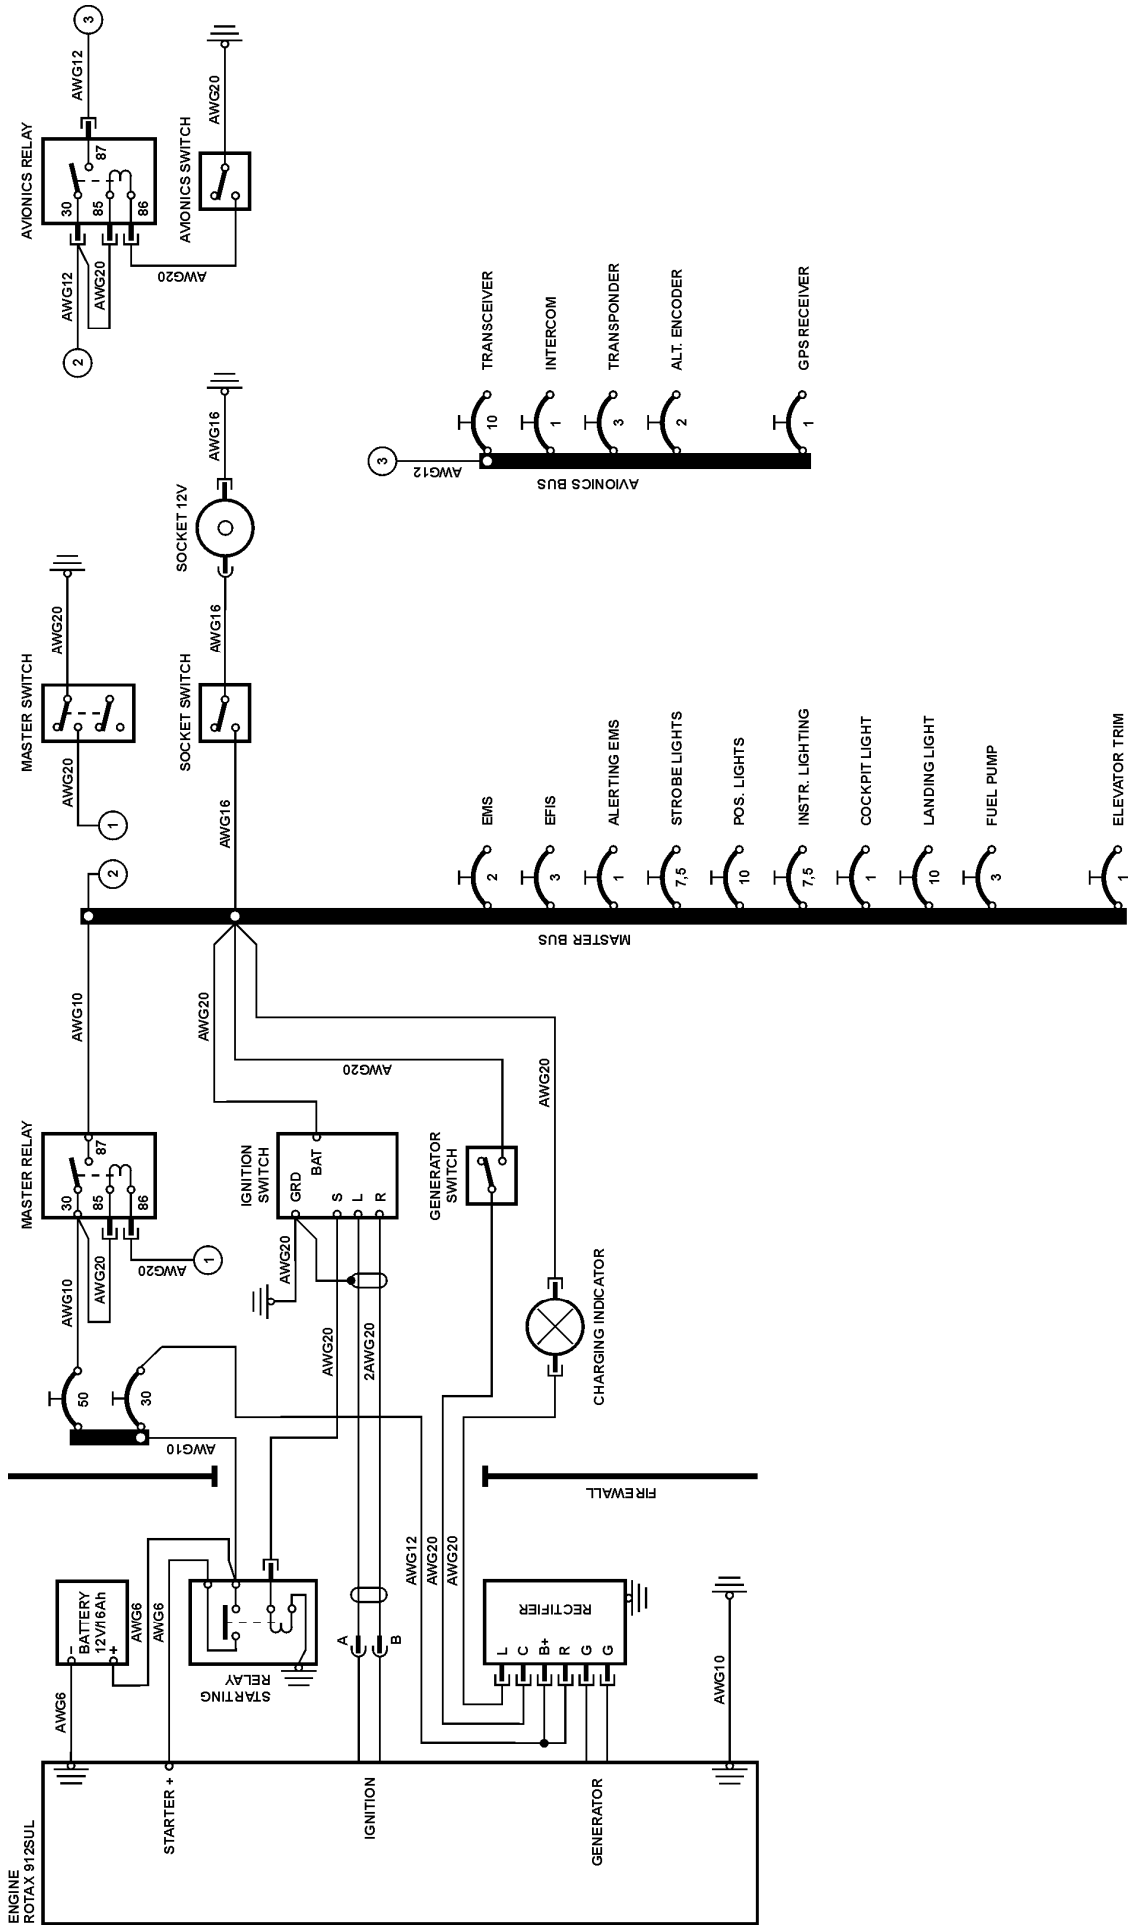 ENGINE
ROTAX 912SUL
STARTER +
IGNITION
GENERATOR
AWG6
AWG10
BATTERY
12V/16Ah
-
+
AWG6
AWG6
STARTING
RELAY
A
B
RECTIFIER
L
C
B+
R
G
G
AWG12
AWG20
AWG20
FIREWALL
AWG10
50
30
AWG10
AWG20
AWG20
1
MASTER RELAY
30
85
86
87
AWG10
AWG20
AWG20
2AWG20
IGNITION
SWITCH
GRD
BAT
S
L
R
AWG20
GENERATOR
SWITCH
AWG20
CHARGING INDICATOR
AWG20
MASTER BUS
2
1
AWG20
MASTER SWITCH
AWG20
AWG16
SOCKET SWITCH
AWG16
SOCKET 12V
AWG16
2
EMS
3
EFIS
1
ALERTING EMS
7,5
STROBE LIGHTS
10
POS. LIGHTS
7,5
INSTR. LIGHTING
1
COCKPIT LIGHT
10
LANDING LIGHT
3
FUEL PUMP
1
ELEVATOR TRIM
2
AWG12
AWG20
AWG20
AVIONICS RELAY
30
85
86
87
AWG12
3
AVIONICS SWITCH
AWG20
3
AWG12
AVIONICS BUS
10
TRANSCEIVER
1
INTERCOM
3
TRANSPONDER
2
ALT. ENCODER
1
GPS RECEIVER